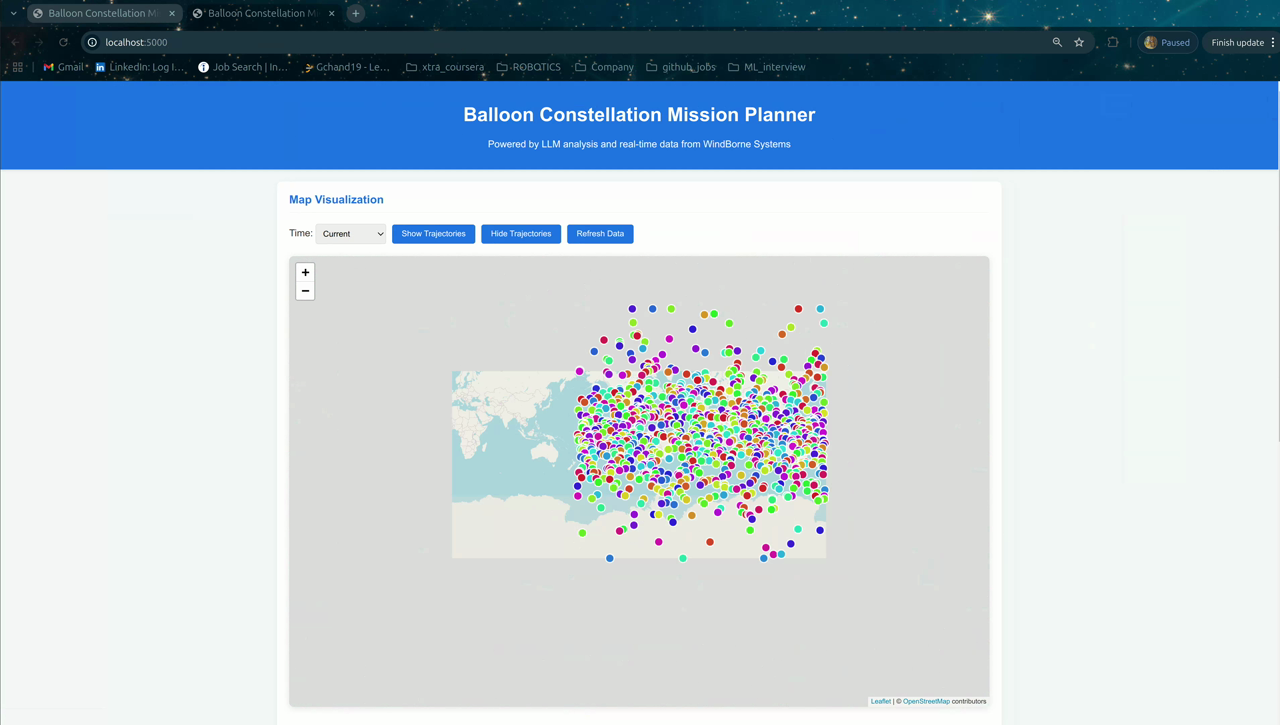 Balloon Constellation Mi
Balloon Constellation M
localhost:5000
Paused
Finish update
Gmail
LinkedIn: Log I...
Job Search | In...
Gchand19 - Le...
xtra_coursera
ROBOTICS
Company
github_jobs
ML_interview
Balloon Constellation Mission Planner
Powered by LLM analysis and real-time data from WindBorne Systems
Map Visualization
Time: Current Show Trajectories Hide Trajectories Refresh Data
+
−
Leaflet | © OpenStreetMap contributors